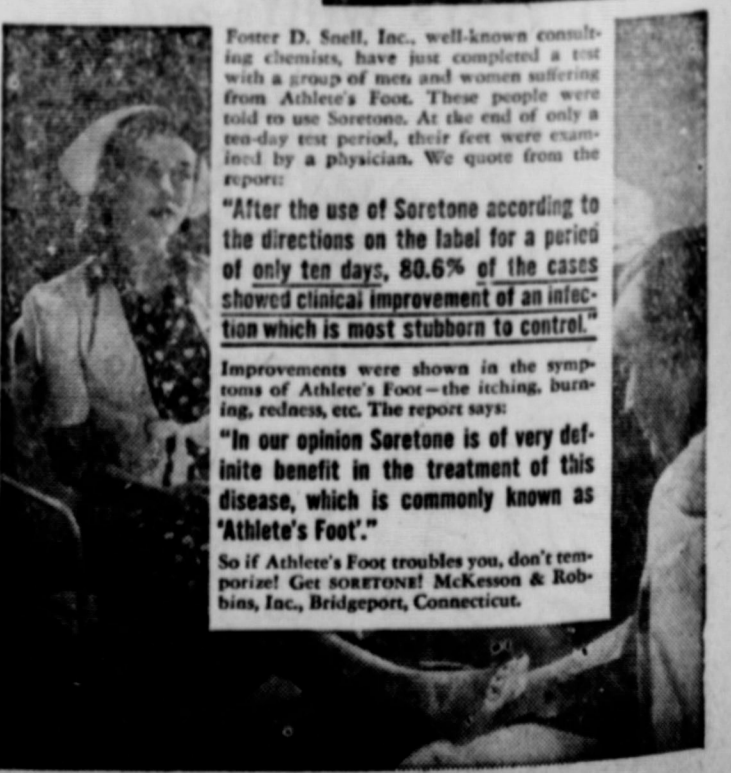 Foster D. Snell, Inc., well-known consult-
ing chemists, have just completed a test
with a group of men and women suffering
from Athlete's Foot. These people were
told to use Soretone. At the end of only a
ten-day test period, their feet were exam-
ined by a physician. We quote from the
report:
"After the use of Soretone according to
the directions on the label for a period
of only ten days, 80.6% of the cases
showed clinical improvement of an infec-
tion which is most stubborn to control."
Improvements were shown in the symp-
toms of Athlete's Foot—the itching, burn-
ing, redness, etc. The report says:
"In our opinion Soretone is of very def-
inite benefit in the treatment of this
disease, which is commonly known as
'Athlete's Foot'."
So if Athlete's Foot troubles you, don't tem-
porize! Get SORETONE! McKesson & Rob-
bins, Inc., Bridgeport, Connecticut.